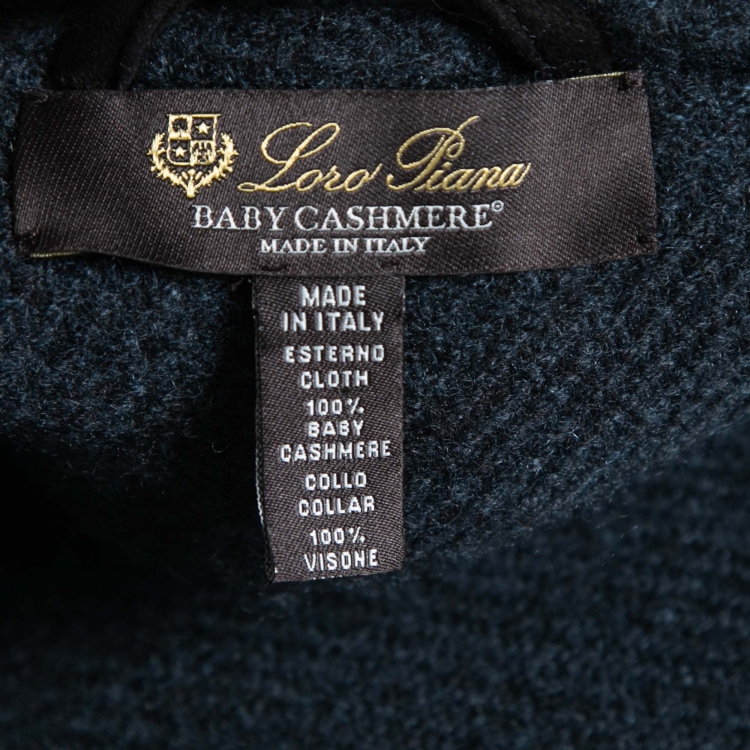 Loro Piana
BABY CASHMERE®
MADE IN ITALY
MADE
IN ITALY
ESTERNO
CLOTH
100%
BABY
CASHMERE
COLLO
COLLAR
100%
VISONE